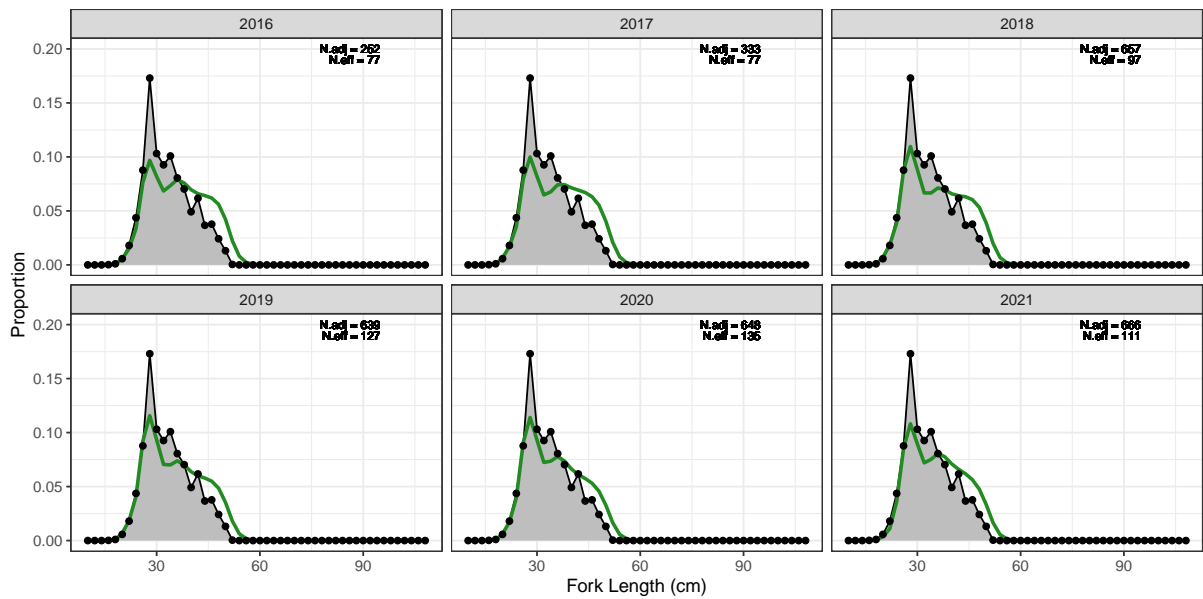 2016 2017 2018
N.adj = 252 N.adj = 333 N.adj = 657
N.eff = 77 N.eff = 77 N.eff = 97
0.20
0.15
0.10
0.05
0.00
2019 2020 2021
N.adj = 639 N.adj = 648 N.adj = 666
N.eff = 127 N.eff = 135 N.eff = 111
0.20
0.15
0.10
0.05
0.00
Proportion
30 60 90 30 60 90 30 60 90
Fork Length (cm)